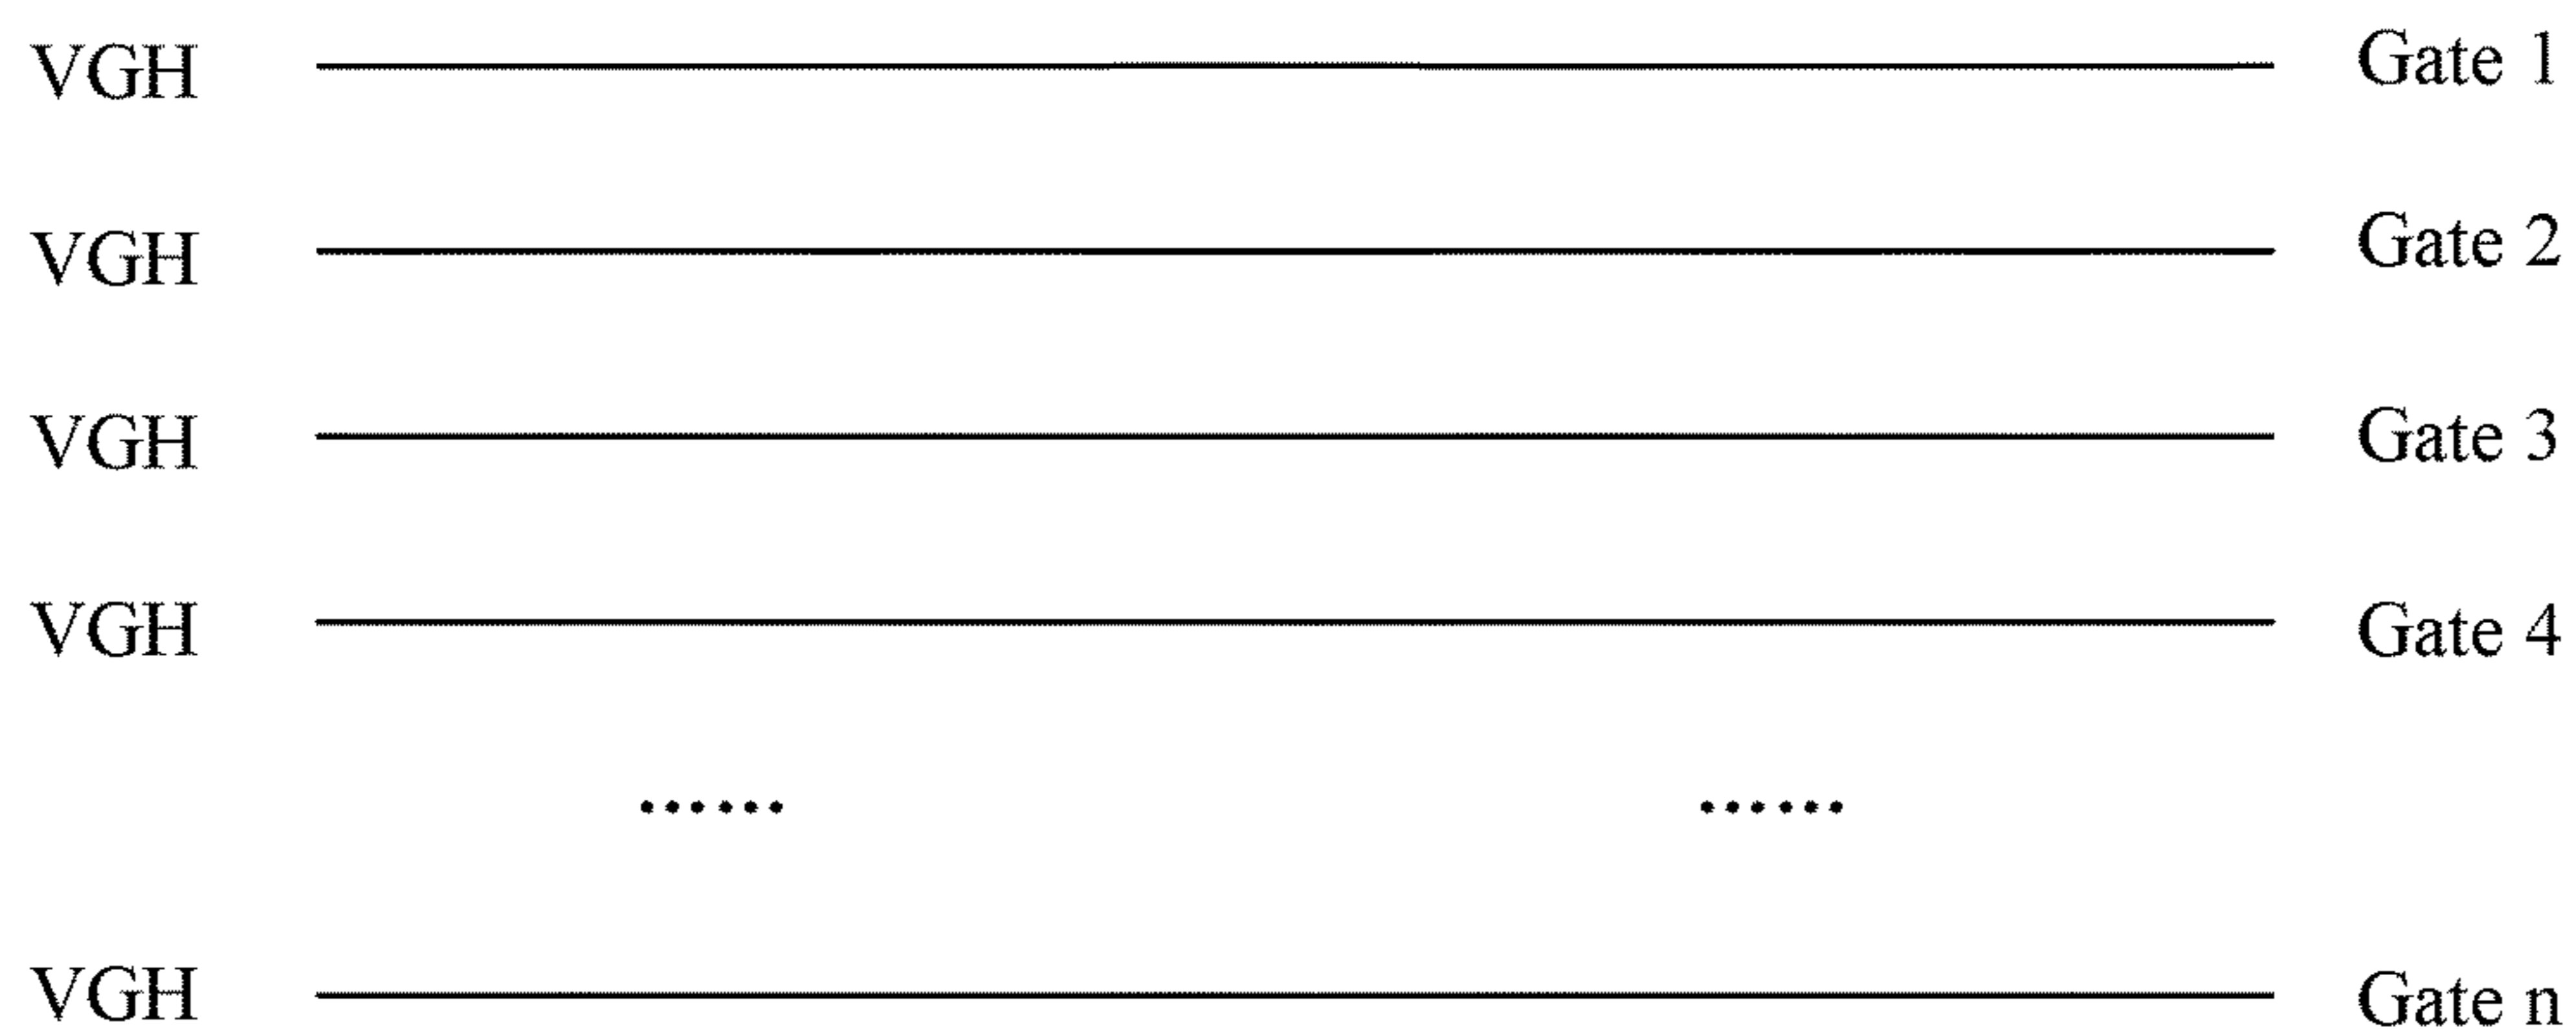 VGH Gate 1
VGH Gate 2
VGH Gate 3
VGH Gate 4
...... ......
VGH Gate n